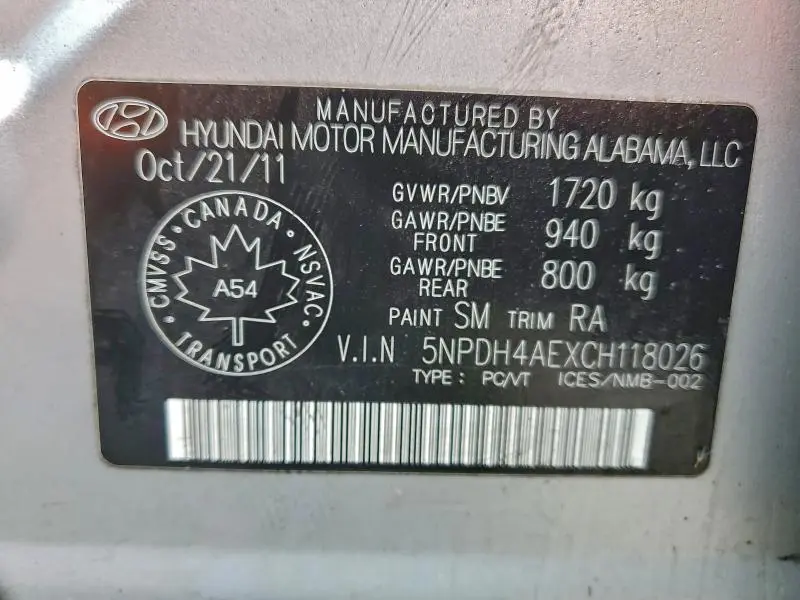 MANUFACTURED BY
HYUNDAI MOTOR MANUFACTURING ALABAMA, LLC
Oct/21/11
GVWR/PNBV 1720 kg
GAWR/PNBE FRONT 940 kg
GAWR/PNBE REAR 800 kg
PAINT SM TRIM RA
V.I.N 5NPDH4AEXCH118026
TYPE: PC/VT ICES/NMB-002
CANADA · NSVAC · TRANSPORT · CMVSS
A54